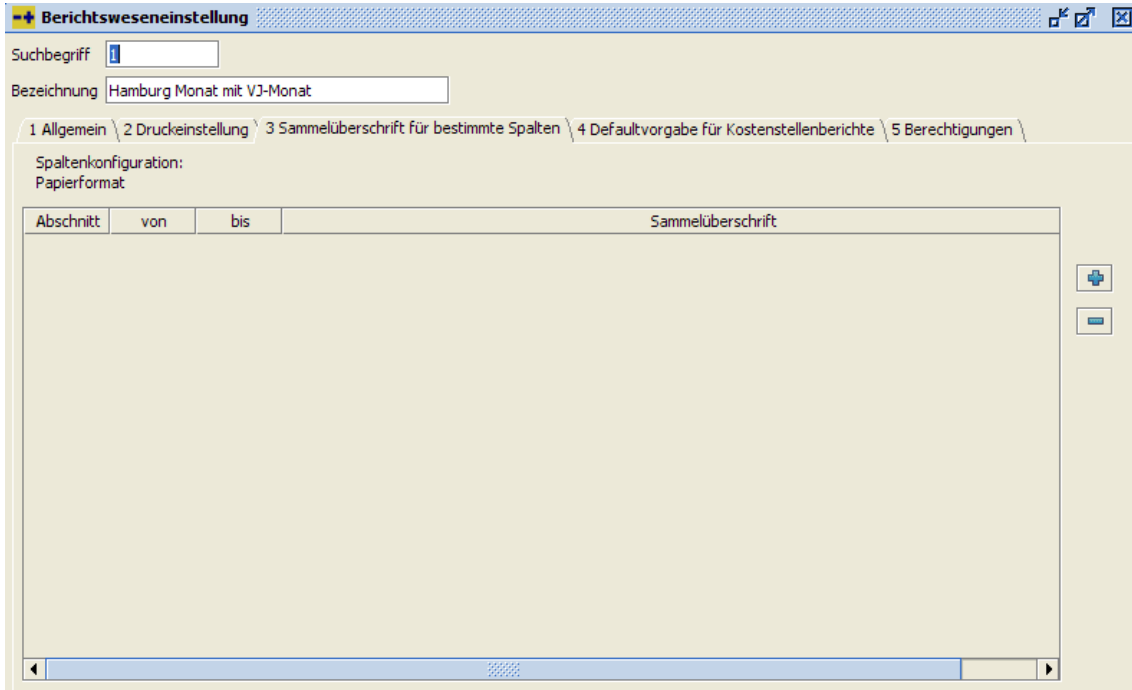 Berichtsweseneinstellung
Suchbegriff 1
Bezeichnung Hamburg Monat mit VJ-Monat
1 Allgemein 2 Druckeinstellung 3 Sammelüberschrift für bestimmte Spalten 4 Defaultvorgabe für Kostenstellenberichte 5 Berechtigungen
Spaltenkonfiguration:
Papierformat
Abschnitt von bis Sammelüberschrift